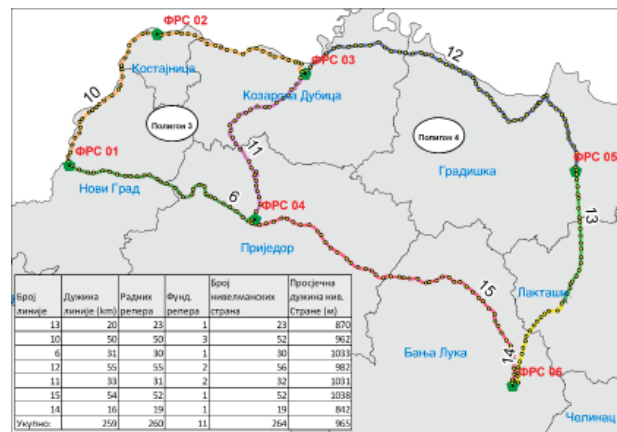 ФРС 02
12
ФРС 03
Костајница
10
Козарска Дубица
Полигон 3
Полигон 4
11
ФРС 01
ФРС 05
Градишка
Нови Град
6
ФРС 04
13
Приједор
15
Лакташи
Бања Лука
14
ФРС 06
Челинац
Број линије Дужина линије (km) Радних репера Фунд. репера Број нивелманских страна Просјечна дужина нив. Стране (м)
13 20 23 1 23 870
10 50 50 3 52 962
6 31 30 1 30 1033
12 55 55 2 56 982
11 33 31 2 32 1031
15 54 52 1 52 1038
14 16 19 1 19 842
Укупно: 259 260 11 264 965